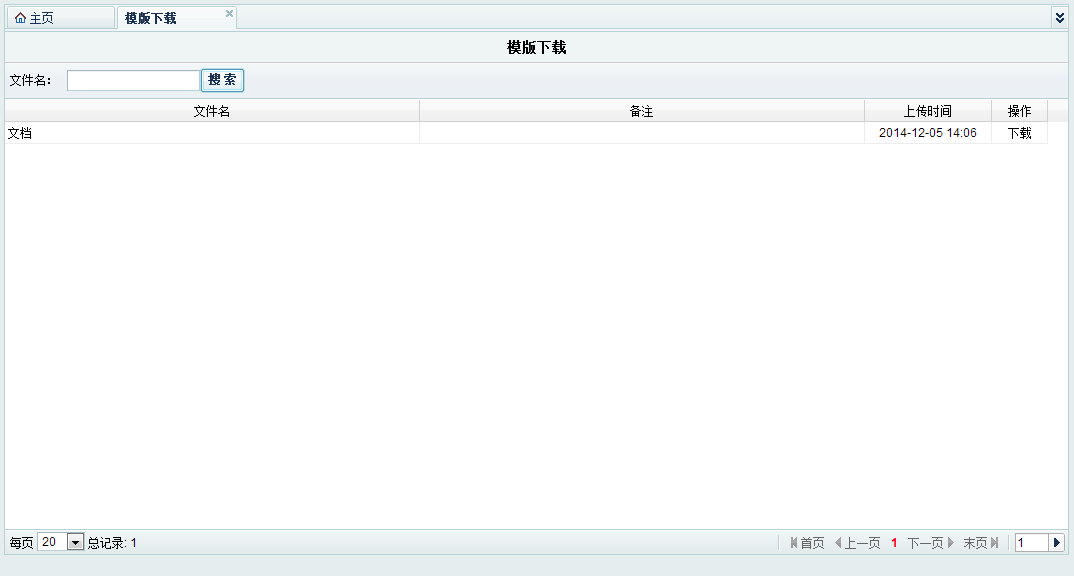 主页 模版下载
模版下载
文件名： 搜 索
文件名 备注 上传时间 操作
文档 2014-12-05 14:06 下载
每页 20 总记录: 1 首页 上一页 1 下一页 末页 1